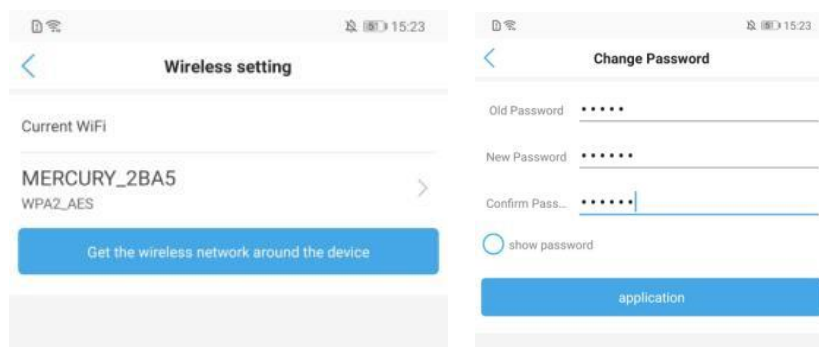 15:23
Wireless setting
Current WiFi
MERCURY_2BA5
WPA2_AES
Get the wireless network around the device
15:23
Change Password
Old Password •••••
New Password ••••••
Confirm Pass... ••••••
show password
application